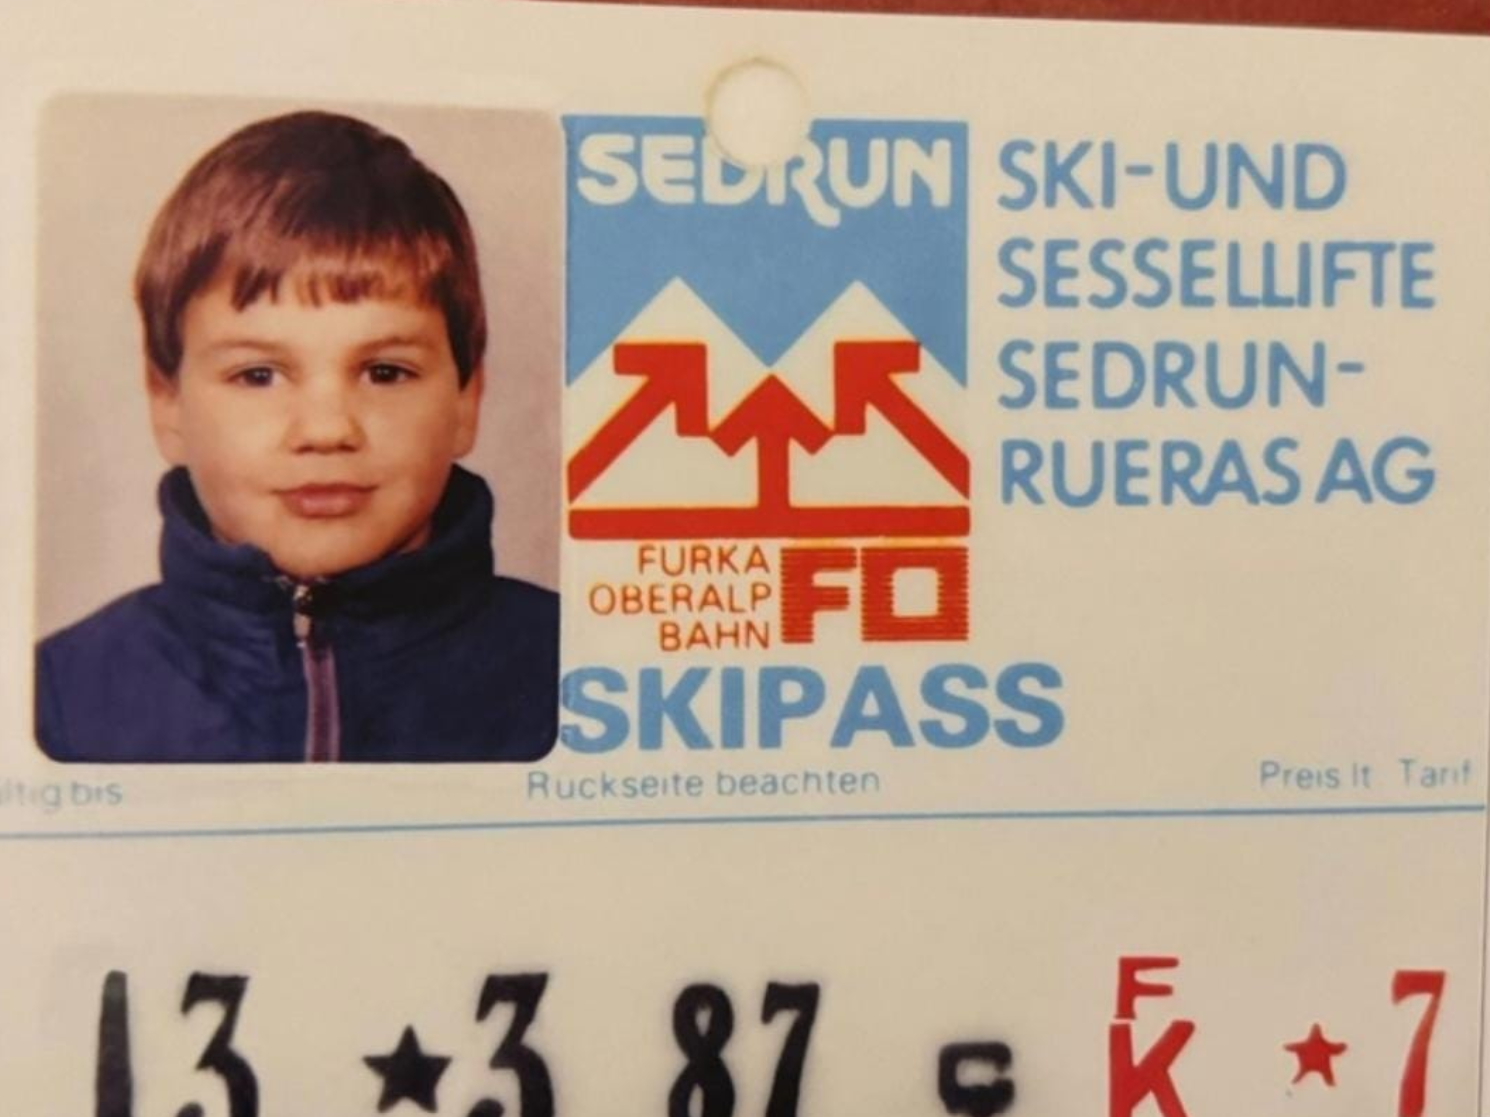 SEDRUN
SKI-UND
SESSELLIFTE
SEDRUN-
RUERAS AG
FURKA
OBERALP
BAHN
FO
SKIPASS
Rückseite beachten
Preis lt. Tarif
13 ★ 3 87
F
K ★ 7